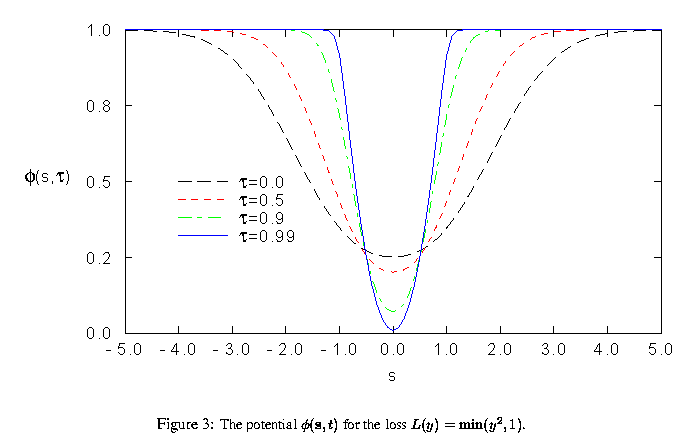 1.0
0.8
ϕ(s,τ)
0.5
0.2
0.0
τ=0.0
τ=0.5
τ=0.9
τ=0.99
-5.0 -4.0 -3.0 -2.0 -1.0 0.0 1.0 2.0 3.0 4.0 5.0
s
Figure 3: The potential ϕ(s,t) for the loss L(y) = min(y²,1).